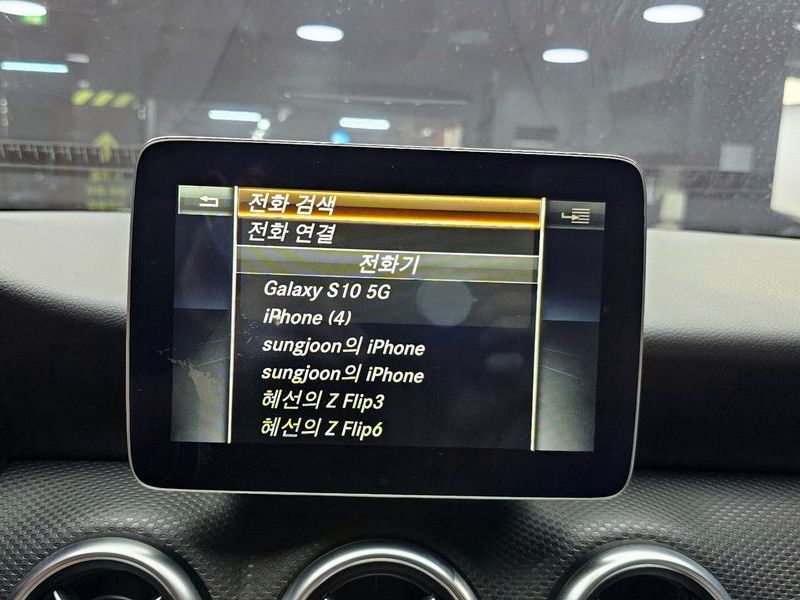 전화 검색
전화 연결
전화기
Galaxy S10 5G
iPhone (4)
sungjoon의 iPhone
sungjoon의 iPhone
혜선의 Z Flip3
혜선의 Z Flip6